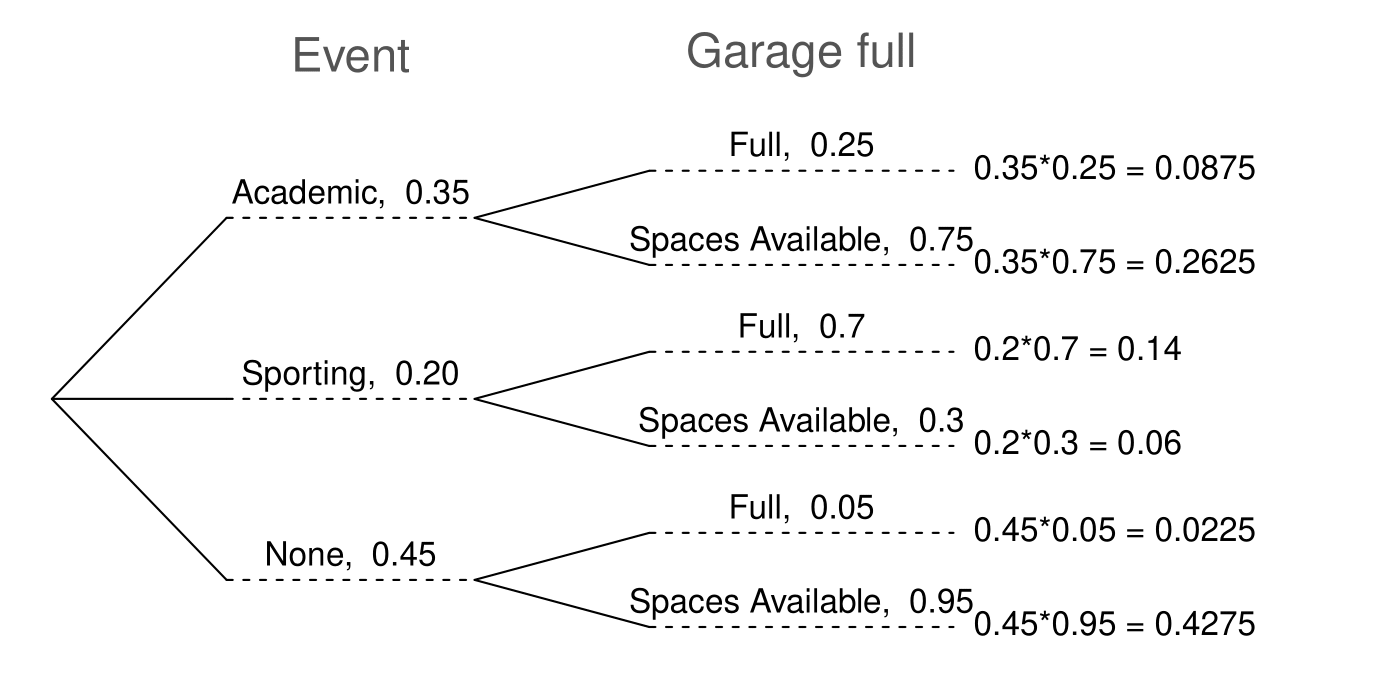 Event
Garage full
Academic, 0.35
Full, 0.25
0.35*0.25 = 0.0875
Spaces Available, 0.75
0.35*0.75 = 0.2625
Sporting, 0.20
Full, 0.7
0.2*0.7 = 0.14
Spaces Available, 0.3
0.2*0.3 = 0.06
None, 0.45
Full, 0.05
0.45*0.05 = 0.0225
Spaces Available, 0.95
0.45*0.95 = 0.4275